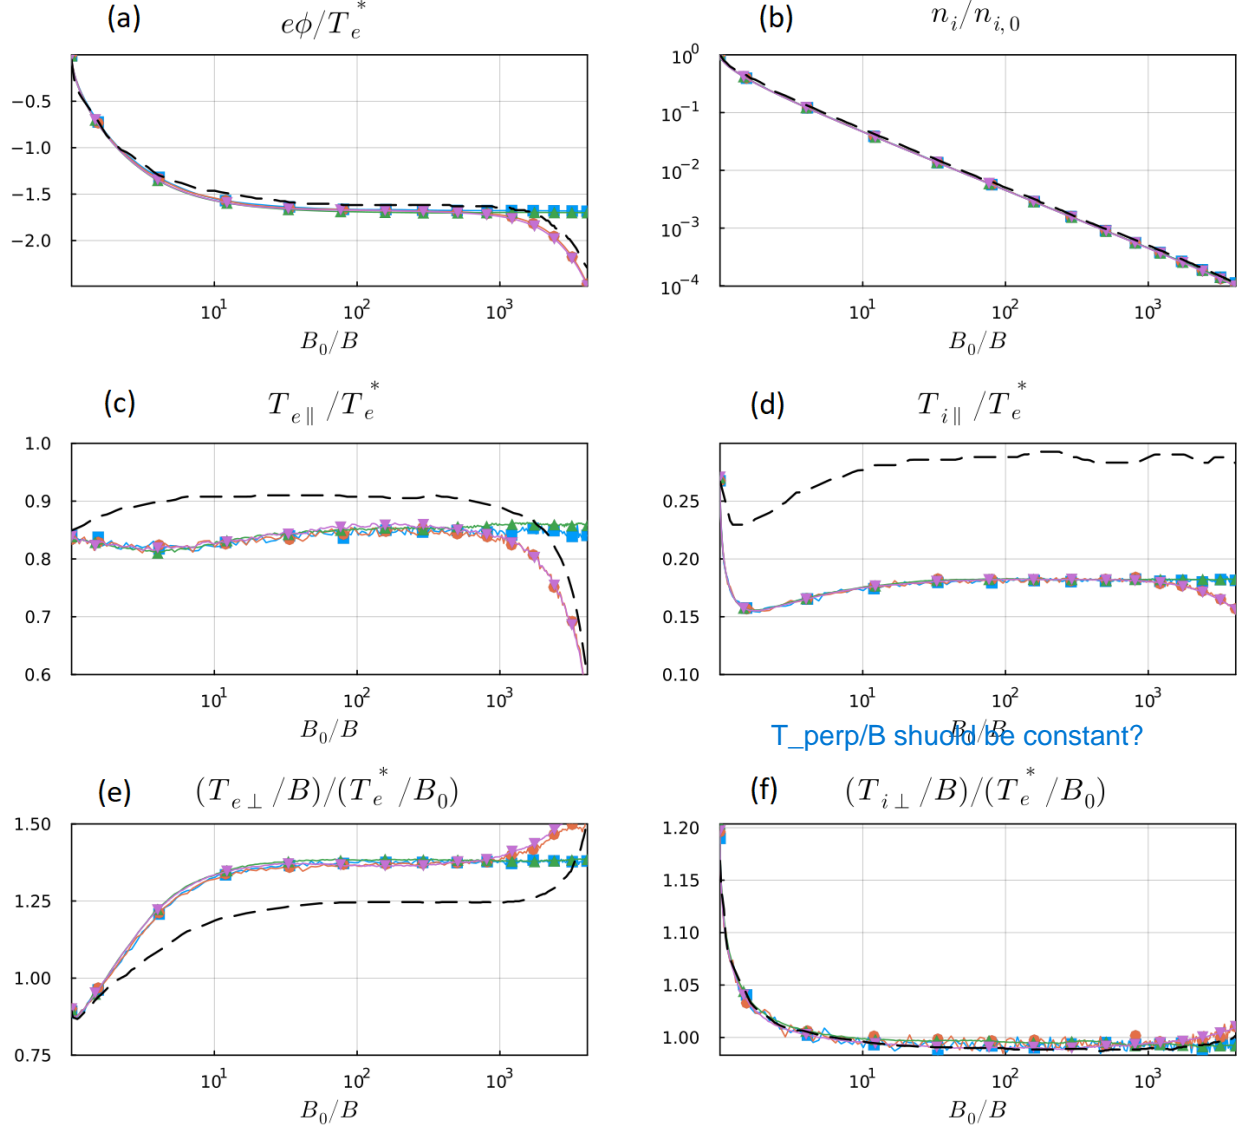 (a) eϕ/T_e^*
(b) n_i/n_{i,0}
−0.5
−1.0
−1.5
−2.0
10^1 10^2 10^3
B_0/B
10^0
10^{−1}
10^{−2}
10^{−3}
10^{−4}
10^1 10^2 10^3
B_0/B
(c) T_{e∥}/T_e^*
(d) T_{i∥}/T_e^*
1.0
0.9
0.8
0.7
0.6
10^1 10^2 10^3
B_0/B
0.25
0.20
0.15
0.10
10^1 10^2 10^3
B_0/B
T_perp/B shuold be constant?
(e) (T_{e⊥}/B)/(T_e^*/B_0)
(f) (T_{i⊥}/B)/(T_e^*/B_0)
1.50
1.25
1.00
0.75
10^1 10^2 10^3
B_0/B
1.20
1.15
1.10
1.05
1.00
10^1 10^2 10^3
B_0/B